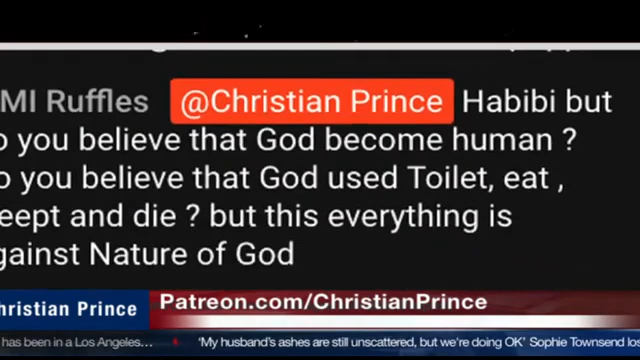 MI Ruffles @Christian Prince Habibi but
o you believe that God become human ?
o you believe that God used Toilet, eat ,
eept and die ? but this everything is
gainst Nature of God
hristian Prince
Patreon.com/ChristianPrince
has been in a Los Angeles...
'My husband's ashes are still unscattered, but we're doing OK' Sophie Townsend los